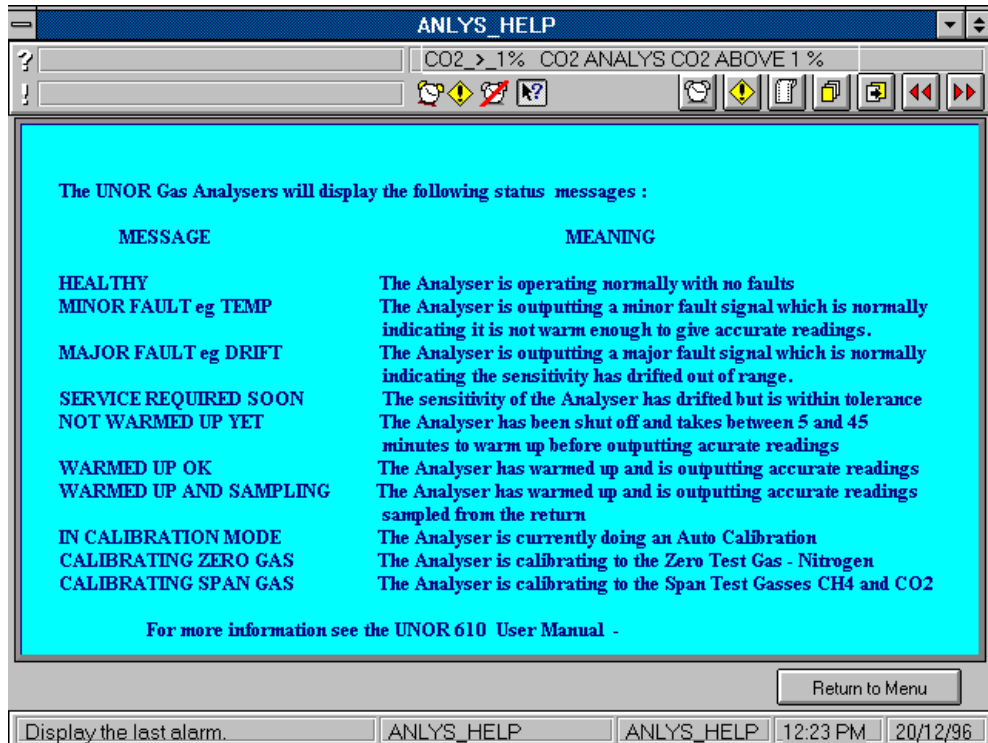 ANLYS_HELP
? CO2_>_1% CO2 ANALYS CO2 ABOVE 1 %
!
The UNOR Gas Analysers will display the following status messages :
MESSAGE MEANING
HEALTHY The Analyser is operating normally with no faults
MINOR FAULT eg TEMP The Analyser is outputting a minor fault signal which is normally
indicating it is not warm enough to give accurate readings.
MAJOR FAULT eg DRIFT The Analyser is outputting a major fault signal which is normally
indicating the sensitivity has drifted out of range.
SERVICE REQUIRED SOON The sensitivity of the Analyser has drifted but is within tolerance
NOT WARMED UP YET The Analyser has been shut off and takes between 5 and 45
minutes to warm up before outputting acurate readings
WARMED UP OK The Analyser has warmed up and is outputting accurate readings
WARMED UP AND SAMPLING The Analyser has warmed up and is outputting accurate readings
sampled from the return
IN CALIBRATION MODE The Analyser is currently doing an Auto Calibration
CALIBRATING ZERO GAS The Analyser is calibrating to the Zero Test Gas - Nitrogen
CALIBRATING SPAN GAS The Analyser is calibrating to the Span Test Gasses CH4 and CO2
For more information see the UNOR 610 User Manual -
Return to Menu
Display the last alarm. ANLYS_HELP ANLYS_HELP 12:23 PM 20/12/96